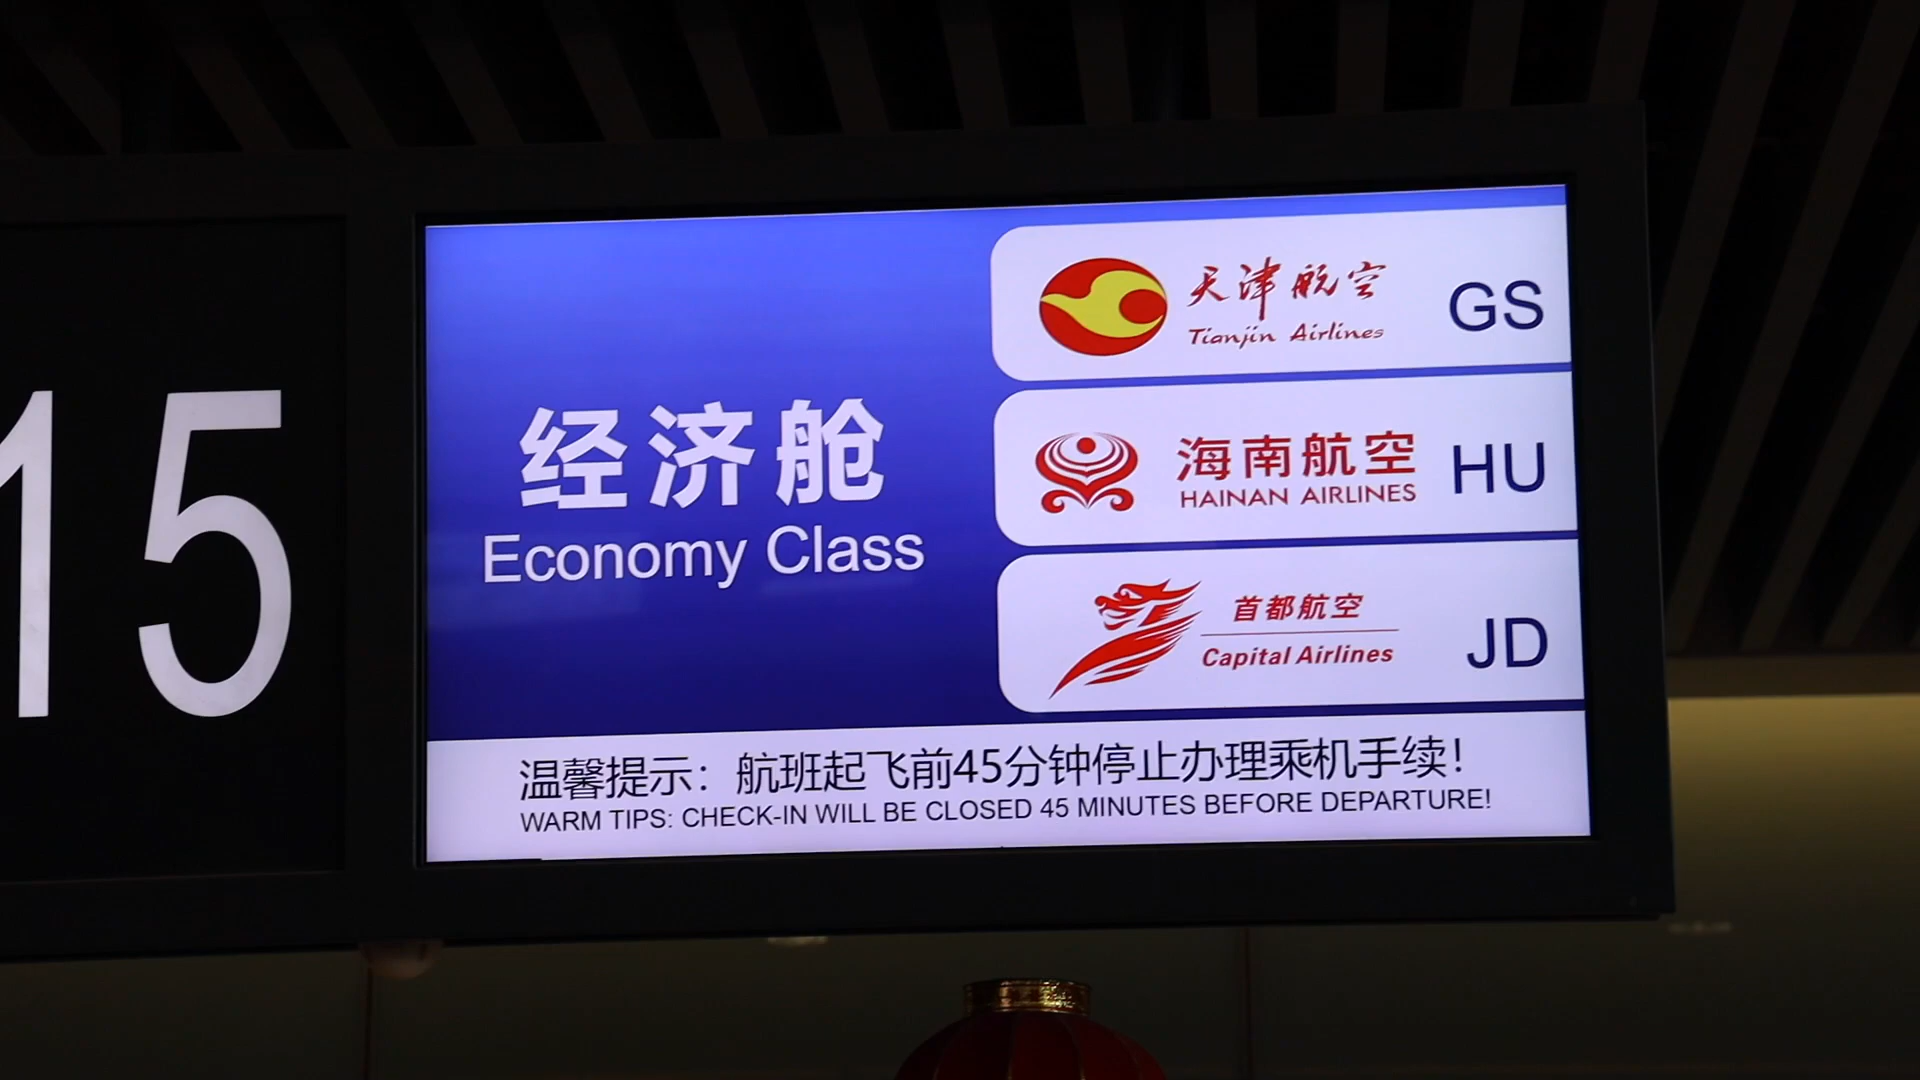 15
经济舱
Economy Class
天津航空
Tianjin Airlines
GS
海南航空
HAINAN AIRLINES
HU
首都航空
Capital Airlines
JD
温馨提示：航班起飞前45分钟停止办理乘机手续！
WARM TIPS: CHECK-IN WILL BE CLOSED 45 MINUTES BEFORE DEPARTURE!